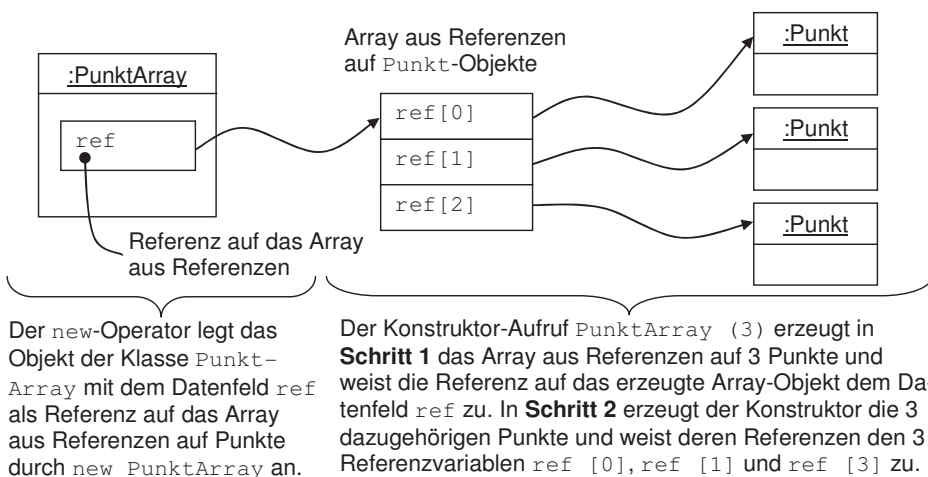 :PunktArray
ref
Referenz auf das Array
aus Referenzen
Array aus Referenzen
auf Punkt-Objekte
ref[0]
ref[1]
ref[2]
:Punkt
:Punkt
:Punkt
Der new-Operator legt das
Objekt der Klasse Punkt-
Array mit dem Datenfeld ref
als Referenz auf das Array
aus Referenzen auf Punkte
durch new PunktArray an.
Der Konstruktor-Aufruf PunktArray (3) erzeugt in
Schritt 1 das Array aus Referenzen auf 3 Punkte und
weist die Referenz auf das erzeugte Array-Objekt dem Da-
tenfeld ref zu. In Schritt 2 erzeugt der Konstruktor die 3
dazugehörigen Punkte und weist deren Referenzen den 3
Referenzvariablen ref [0], ref [1] und ref [3] zu.